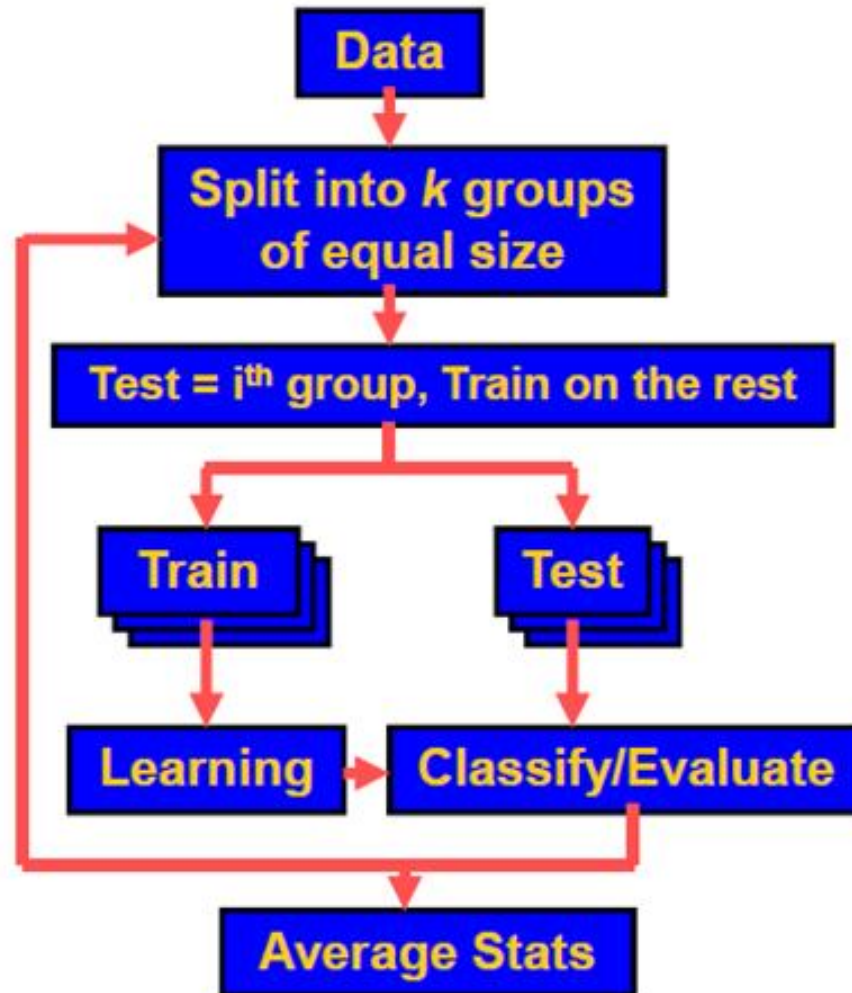 Data
Split into k groups
of equal size
Test = iᵗʰ group, Train on the rest
Train
Test
Learning
Classify/Evaluate
Average Stats